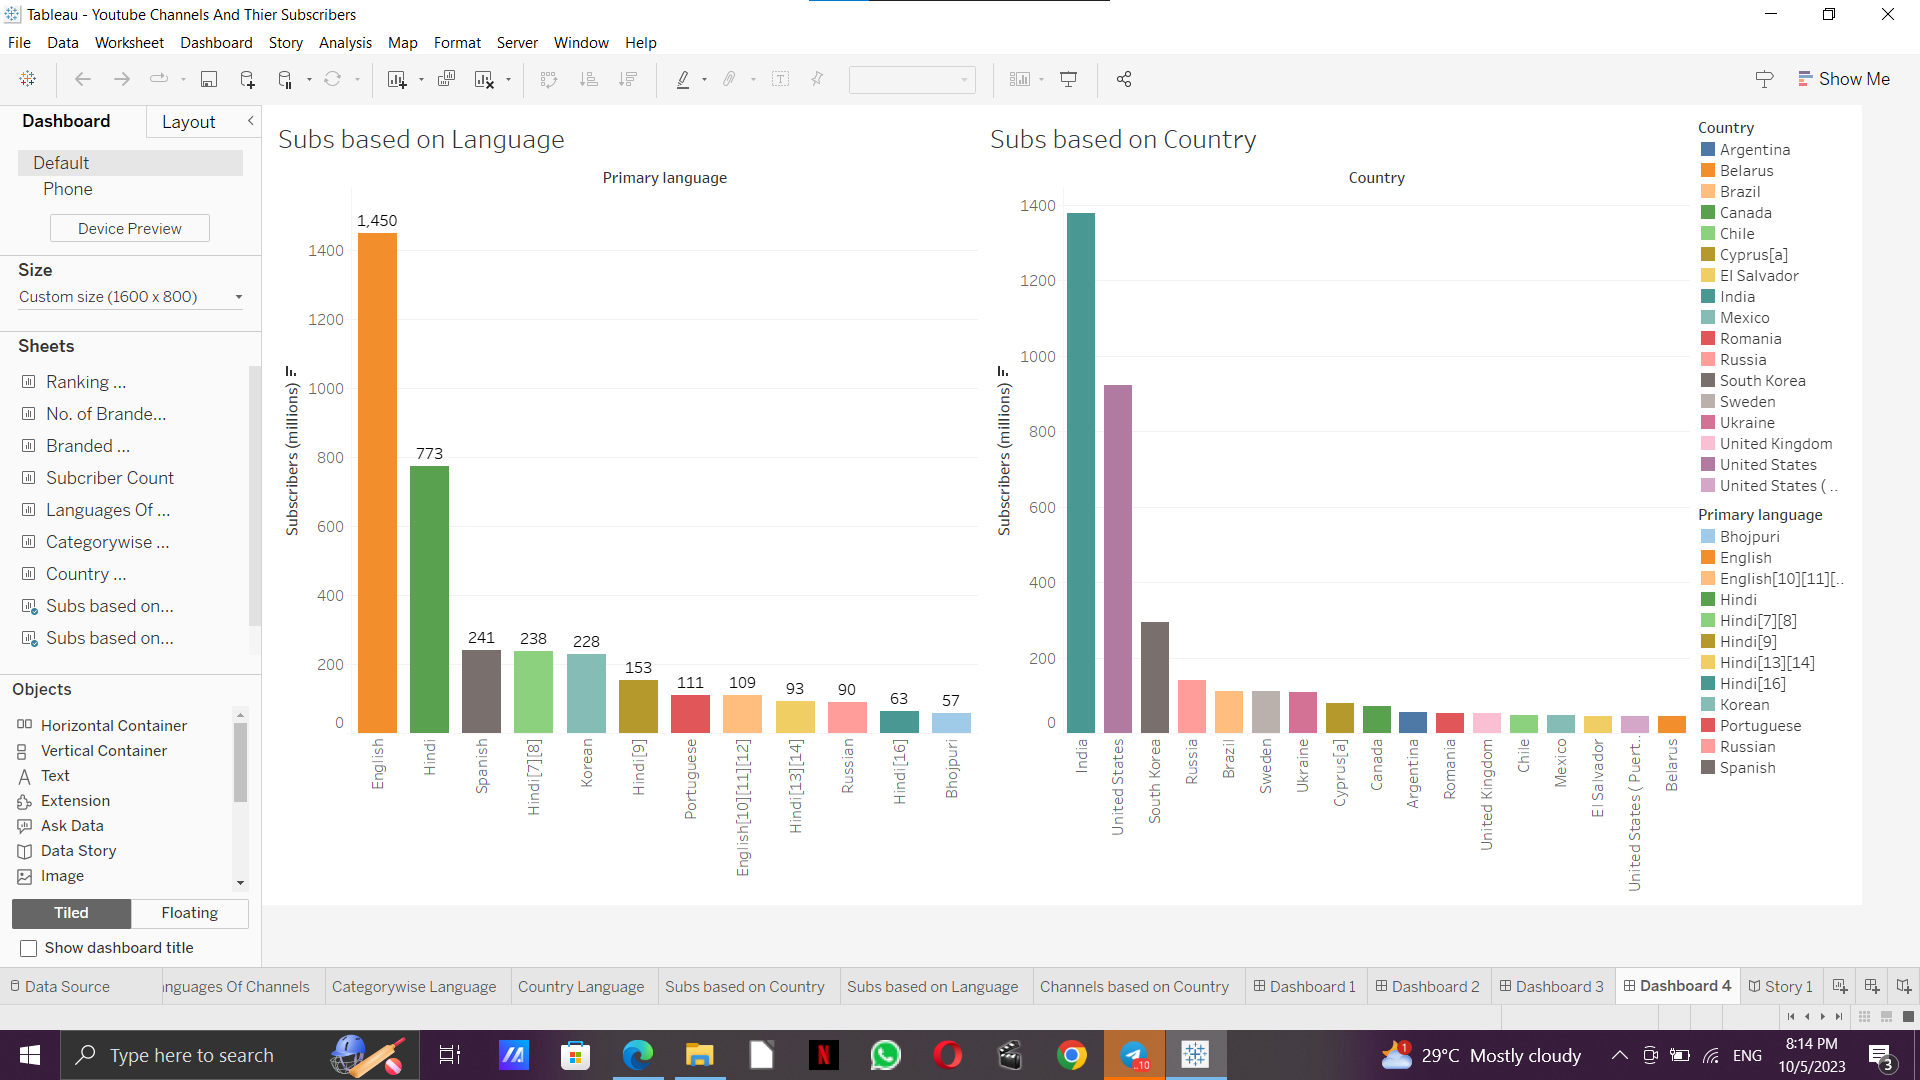 Tableau - Youtube Channels And Thier Subscribers
File Data Worksheet Dashboard Story Analysis Map Format Server Window Help
Show Me
Dashboard Layout
Default
Phone
Device Preview
Size
Custom size (1600 x 800)
Sheets
Ranking ...
No. of Brande...
Branded ...
Subcriber Count
Languages Of ...
Categorywise ...
Country ...
Subs based on...
Subs based on...
Objects
Horizontal Container
Vertical Container
Text
Extension
Ask Data
Data Story
Image
Tiled Floating
Show dashboard title
Subs based on Language
Primary language
Subscribers (millions)
1400
1200
1000
800
600
400
200
0
1,450
773
241
238
228
153
111
109
93
90
63
57
English
Hindi
Spanish
Hindi[7][8]
Korean
Hindi[9]
Portuguese
English[10][11][12]
Hindi[13][14]
Russian
Hindi[16]
Bhojpuri
Subs based on Country
Country
Subscribers (millions)
1400
1200
1000
800
600
400
200
0
India
United States
South Korea
Russia
Brazil
Sweden
Ukraine
Cyprus[a]
Canada
Argentina
Romania
United Kingdom
Chile
Mexico
El Salvador
United States ( Puert..
Belarus
Country
Argentina
Belarus
Brazil
Canada
Chile
Cyprus[a]
El Salvador
India
Mexico
Romania
Russia
South Korea
Sweden
Ukraine
United Kingdom
United States
United States ( ..
Primary language
Bhojpuri
English
English[10][11][..
Hindi
Hindi[7][8]
Hindi[9]
Hindi[13][14]
Hindi[16]
Korean
Portuguese
Russian
Spanish
Data Source nguages Of Channels Categorywise Language Country Language Subs based on Country Subs based on Language Channels based on Country Dashboard 1 Dashboard 2 Dashboard 3 Dashboard 4 Story 1
Type here to search
N
..10
1
29°C Mostly cloudy
ENG
8:14 PM
10/5/2023
3